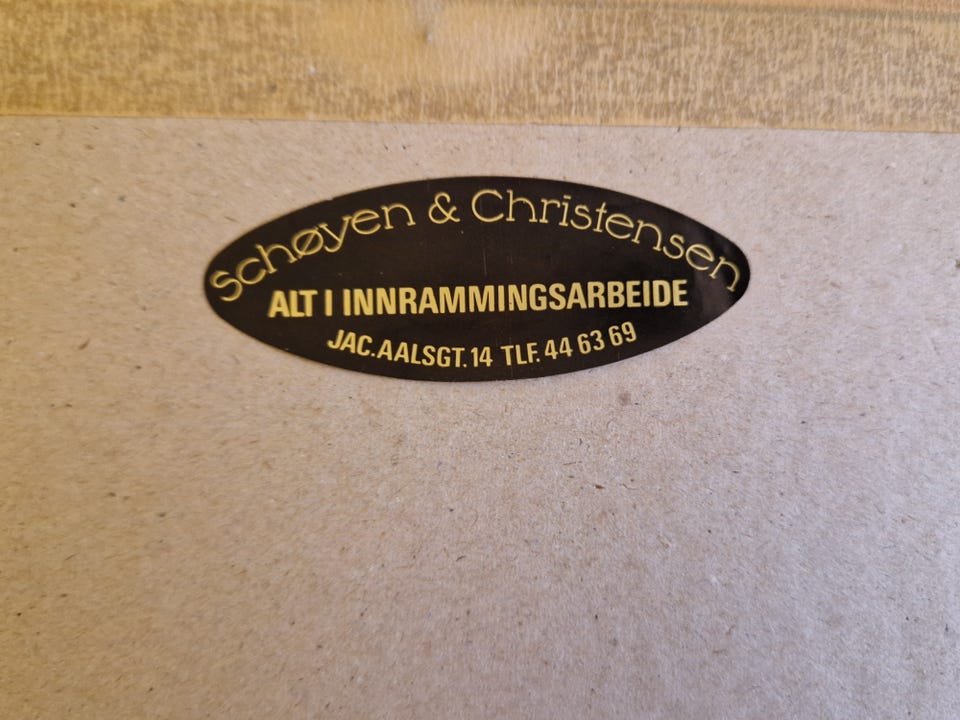 Schøyen & Christensen
ALT I INNRAMMINGSARBEIDE
JAC.AALSGT. 14 TLF. 44 63 69